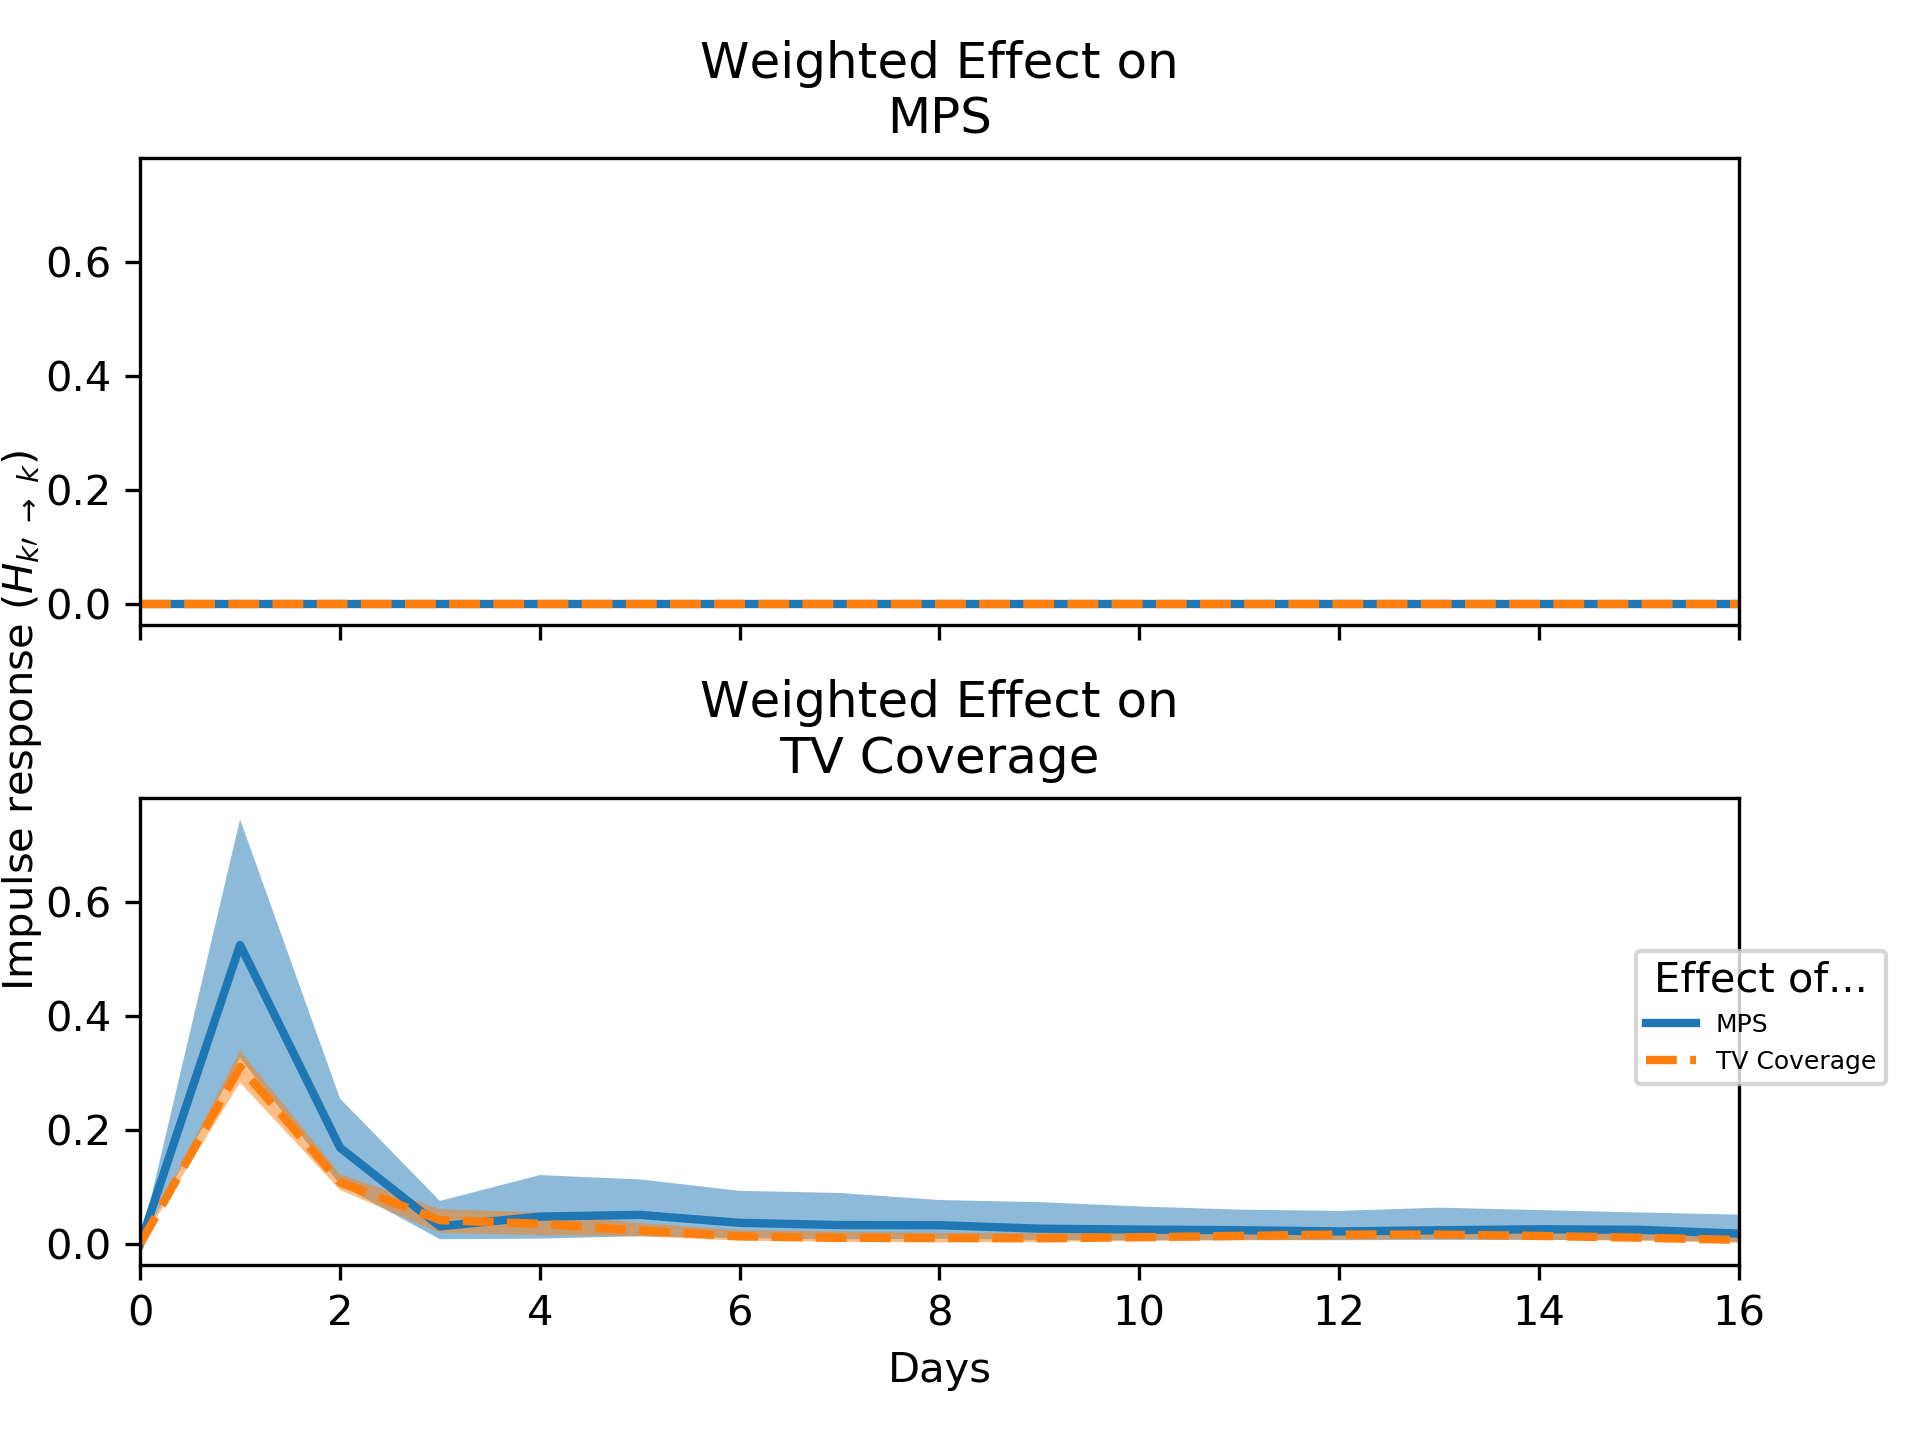 Weighted Effect on
MPS
0.6
0.4
0.2
0.0
Impulse response (H_{k′ → k})
Weighted Effect on
TV Coverage
0.6
0.4
0.2
0.0
Effect of...
MPS
TV Coverage
0 2 4 6 8 10 12 14 16
Days